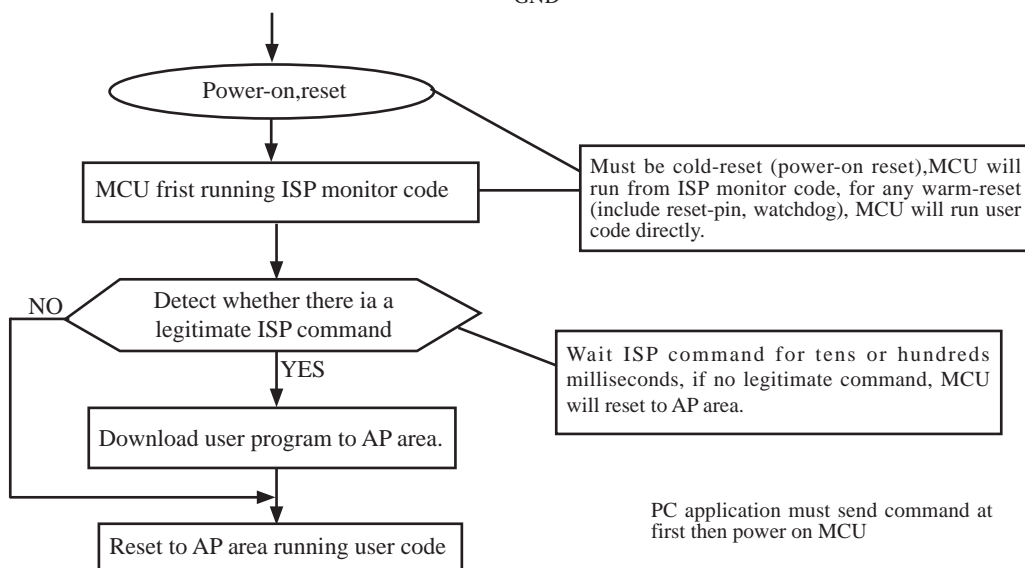 GND
Power-on,reset
MCU frist running ISP monitor code
Must be cold-reset (power-on reset),MCU will
run from ISP monitor code, for any warm-reset
(include reset-pin, watchdog), MCU will run user
code directly.
NO
Detect whether there ia a
legitimate ISP command
YES
Wait ISP command for tens or hundreds
milliseconds, if no legitimate command, MCU
will reset to AP area.
Download user program to AP area.
PC application must send command at
first then power on MCU
Reset to AP area running user code